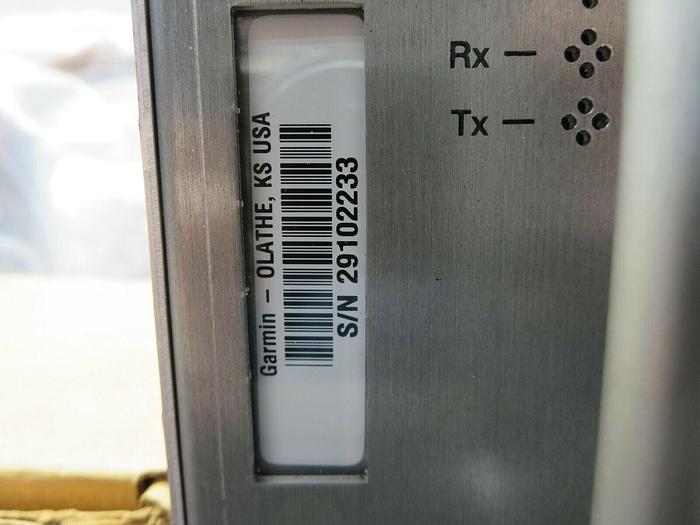 Rx —
Tx —
Garmin – OLATHE, KS USA
S/N 29102233